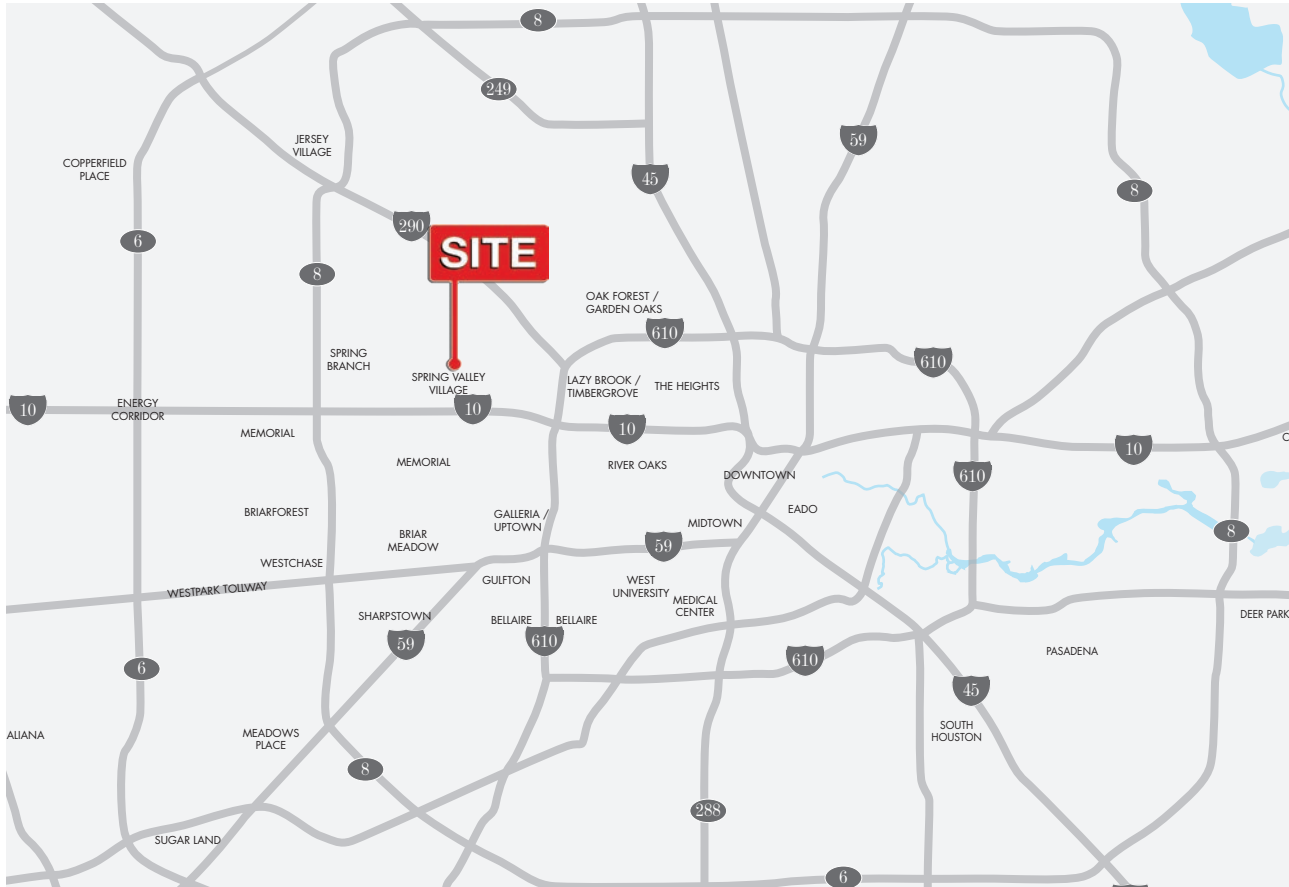 8
249
59
JERSEY
VILLAGE
COPPERFIELD
PLACE
45
8
290
6
SITE
8
OAK FOREST /
GARDEN OAKS
610
610
SPRING
BRANCH
SPRING VALLEY
VILLAGE
LAZY BROOK /
TIMBERGROVE
THE HEIGHTS
10
ENERGY
CORRIDOR
10
10
MEMORIAL
10
MEMORIAL
RIVER OAKS
DOWNTOWN
610
BRIARFOREST
GALLERIA /
UPTOWN
MIDTOWN
EADO
8
BRIAR
MEADOW
59
WESTCHASE
WESTPARK TOLLWAY
GULFTON
WEST
UNIVERSITY
MEDICAL
CENTER
SHARPSTOWN
BELLAIRE
BELLAIRE
DEER PARK
59
610
610
PASADENA
6
45
ALIANA
MEADOWS
PLACE
SOUTH
HOUSTON
8
288
SUGAR LAND
6